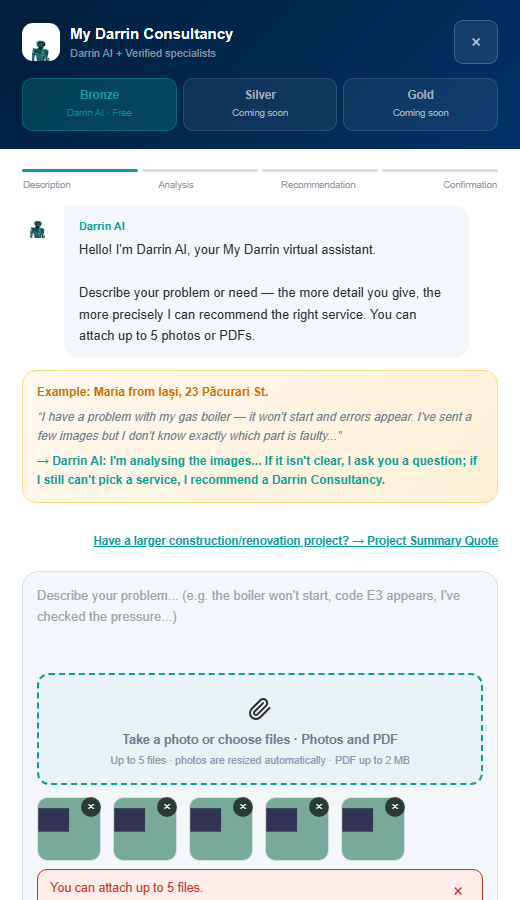 My Darrin Consultancy
Darrin AI + Verified specialists
×
Bronze
Darrin AI · Free
Silver
Coming soon
Gold
Coming soon
Description
Analysis
Recommendation
Confirmation
Darrin AI
Hello! I'm Darrin AI, your My Darrin virtual assistant.
Describe your problem or need — the more detail you give, the
more precisely I can recommend the right service. You can
attach up to 5 photos or PDFs.
Example: Maria from Iași, 23 Păcurari St.
“I have a problem with my gas boiler — it won't start and errors appear. I've sent a
few images but I don't know exactly which part is faulty...”
→ Darrin AI: I'm analysing the images... If it isn't clear, I ask you a question; if
I still can't pick a service, I recommend a Darrin Consultancy.
Have a larger construction/renovation project? → Project Summary Quote
Describe your problem... (e.g. the boiler won't start, code E3 appears, I've
checked the pressure...)
Take a photo or choose files · Photos and PDF
Up to 5 files · photos are resized automatically · PDF up to 2 MB
× × × × ×
You can attach up to 5 files.
×